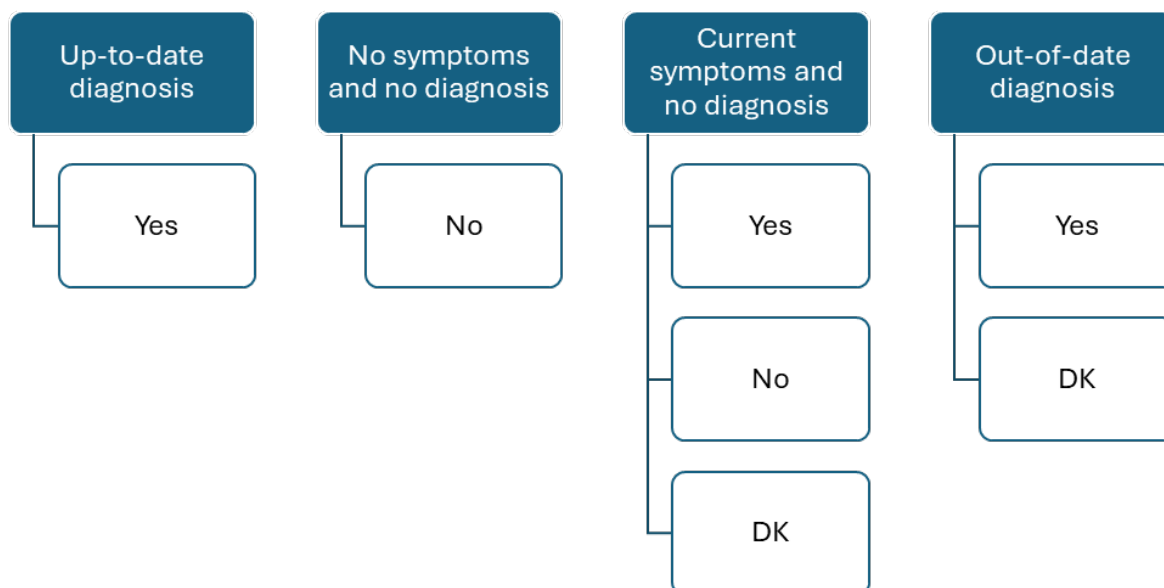 Up-to-date
diagnosis
Yes
No symptoms
and no diagnosis
No
Current
symptoms and
no diagnosis
Yes
No
DK
Out-of-date
diagnosis
Yes
DK